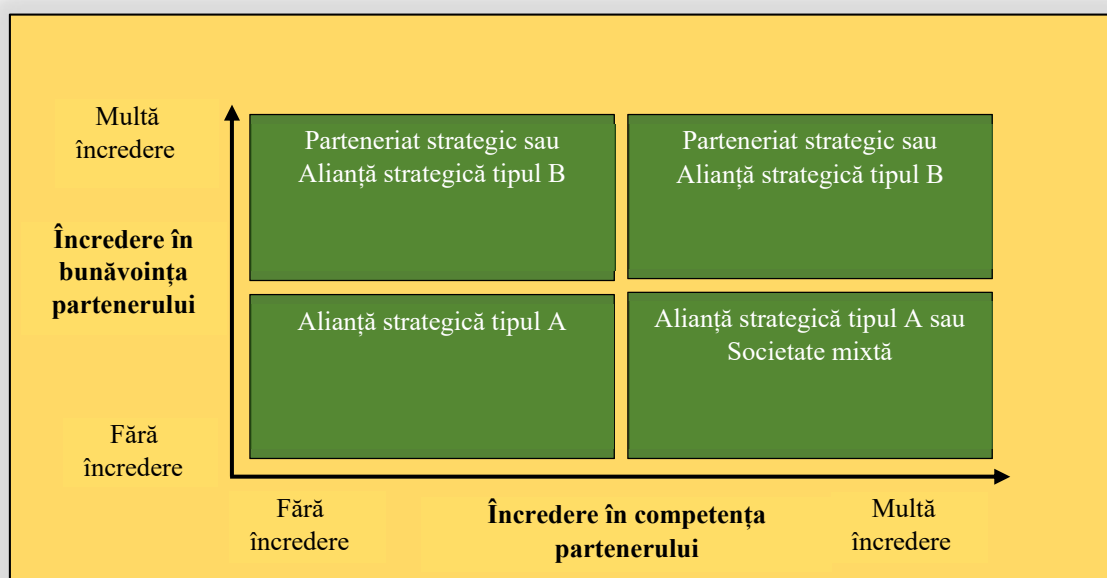 Multă
încredere
Parteneriat strategic sau
Alianță strategică tipul B
Parteneriat strategic sau
Alianță strategică tipul B
Încredere în
bunăvoința
partenerului
Alianță strategică tipul A
Alianță strategică tipul A sau
Societate mixtă
Fără
încredere
Fără
încredere
Încredere în competența
partenerului
Multă
încredere